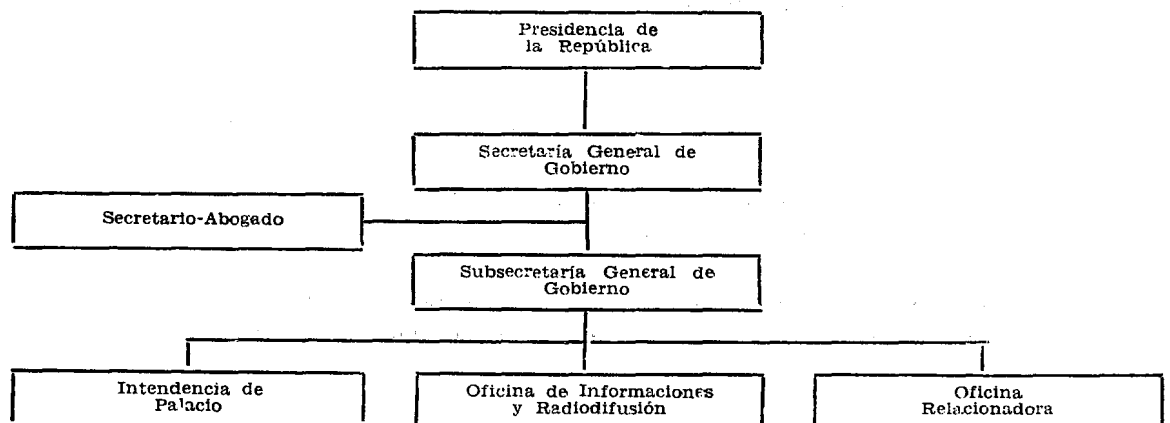 Presidencia de
la República
Secretaría General de
Gobierno
Secretario-Abogado
Subsecretaría General de
Gobierno
Intendencia de
Palacio
Oficina de Informaciones
y Radiodifusión
Oficina
Relacionadora